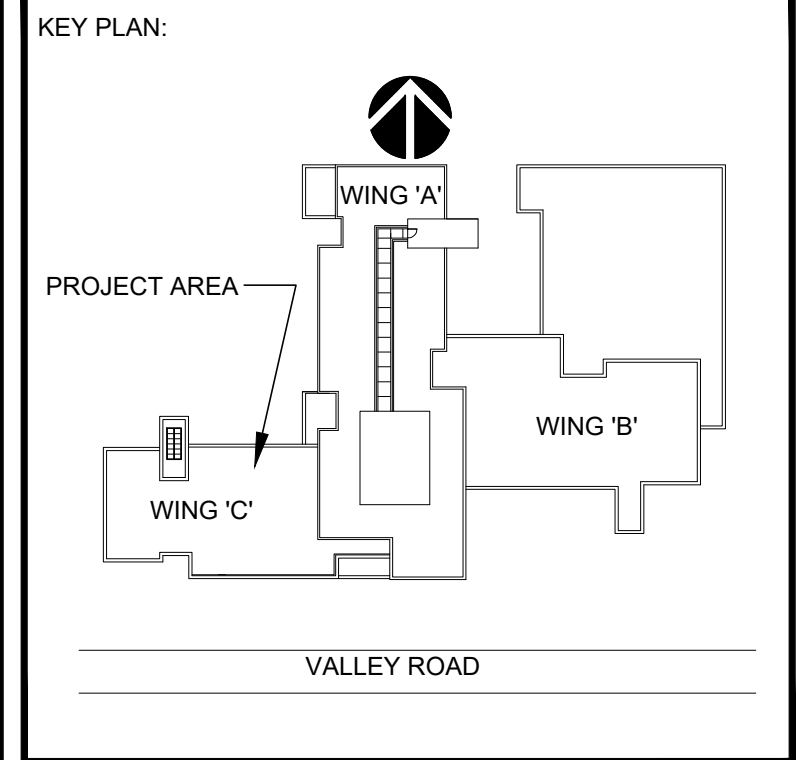 KEY PLAN:
WING 'A'
PROJECT AREA
WING 'B'
WING 'C'
VALLEY ROAD